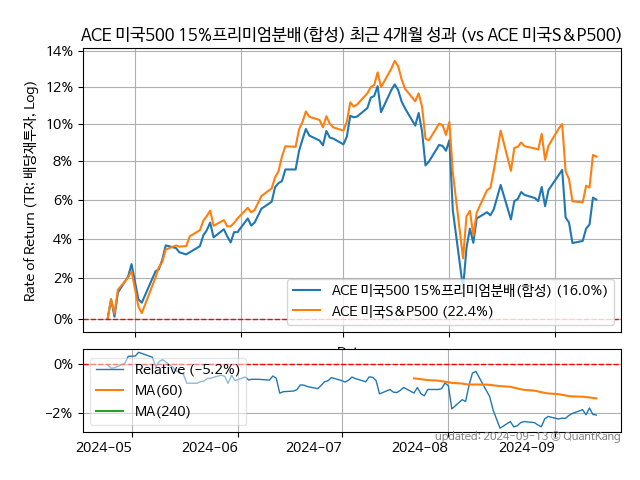 ACE 미국500 15%프리미엄분배(합성) 최근 4개월 성과 (vs ACE 미국S&P500)
Rate of Return (TR: 배당재투자, Log)
14%
12%
10%
8%
6%
4%
2%
0%
ACE 미국500 15%프리미엄분배(합성) (16.0%)
ACE 미국S&P500 (22.4%)
0%
−2%
Relative (−5.2%)
MA(60)
MA(240)
2024-05
2024-06
2024-07
2024-08
2024-09
updated: 2024-09-13 © QuantKang